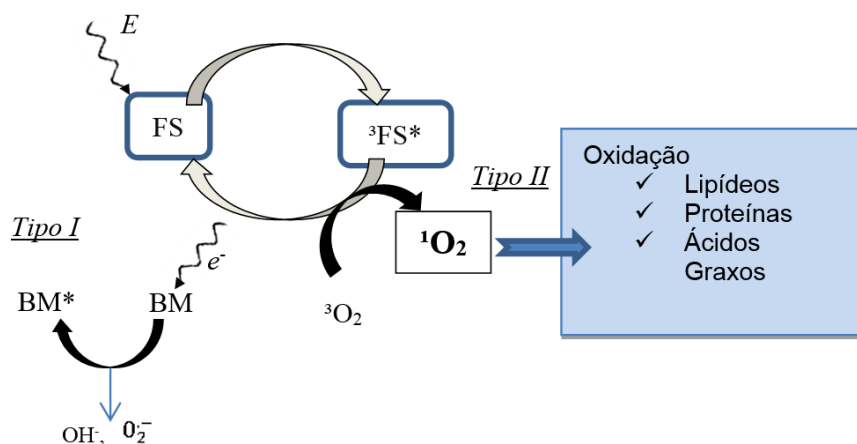 E
FS
³FS*
Tipo I
Tipo II
e⁻
BM*
BM
³O₂
¹O₂
OH⁻, O₂⁻
Oxidação
✓ Lipídeos
✓ Proteínas
✓ Ácidos
Graxos